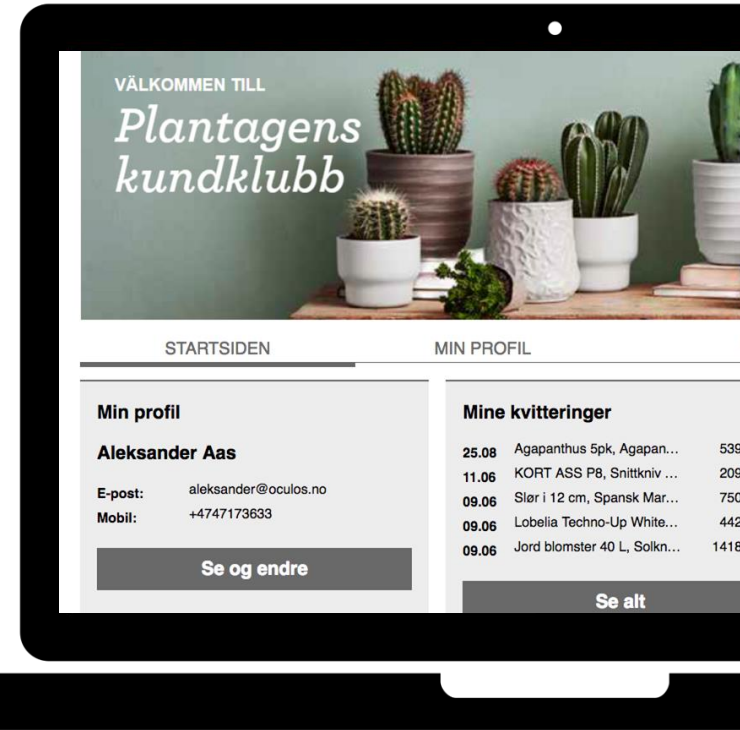 VÄLKOMMEN TILL
Plantagens
kundklubb
STARTSIDEN
MIN PROFIL
Min profil
Aleksander Aas
E-post: aleksander@oculos.no
Mobil: +4747173633
Se og endre
Mine kvitteringer
25.08 Agapanthus 5pk, Agapan... 539
11.06 KORT ASS P8, Snittkniv ... 209
09.06 Slør i 12 cm, Spansk Mar... 750
09.06 Lobelia Techno-Up White... 442
09.06 Jord blomster 40 L, Solkn... 1418
Se alt